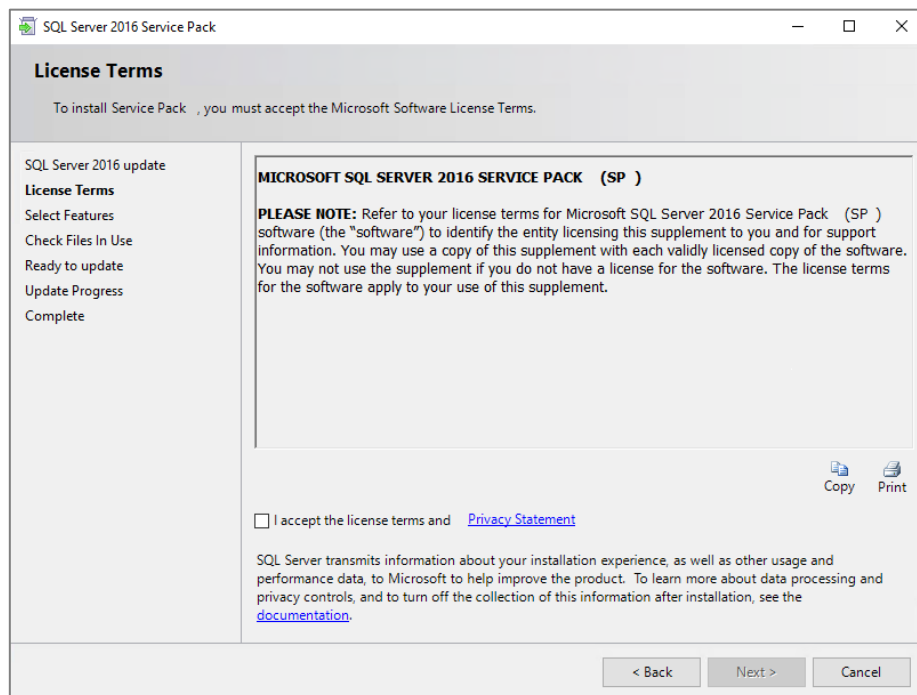 SQL Server 2016 Service Pack
License Terms
To install Service Pack , you must accept the Microsoft Software License Terms.
SQL Server 2016 update
License Terms
Select Features
Check Files In Use
Ready to update
Update Progress
Complete
MICROSOFT SQL SERVER 2016 SERVICE PACK (SP )
PLEASE NOTE: Refer to your license terms for Microsoft SQL Server 2016 Service Pack (SP )
software (the “software”) to identify the entity licensing this supplement to you and for support
information. You may use a copy of this supplement with each validly licensed copy of the software.
You may not use the supplement if you do not have a license for the software. The license terms
for the software apply to your use of this supplement.
Copy
Print
I accept the license terms and Privacy Statement
SQL Server transmits information about your installation experience, as well as other usage and
performance data, to Microsoft to help improve the product. To learn more about data processing and
privacy controls, and to turn off the collection of this information after installation, see the
documentation.
< Back
Next >
Cancel